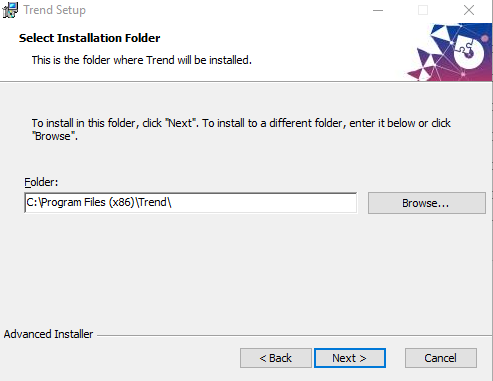 Trend Setup
Select Installation Folder
This is the folder where Trend will be installed.
To install in this folder, click "Next". To install to a different folder, enter it below or click
"Browse".
Folder:
C:\Program Files (x86)\Trend\
Browse...
Advanced Installer
< Back
Next >
Cancel